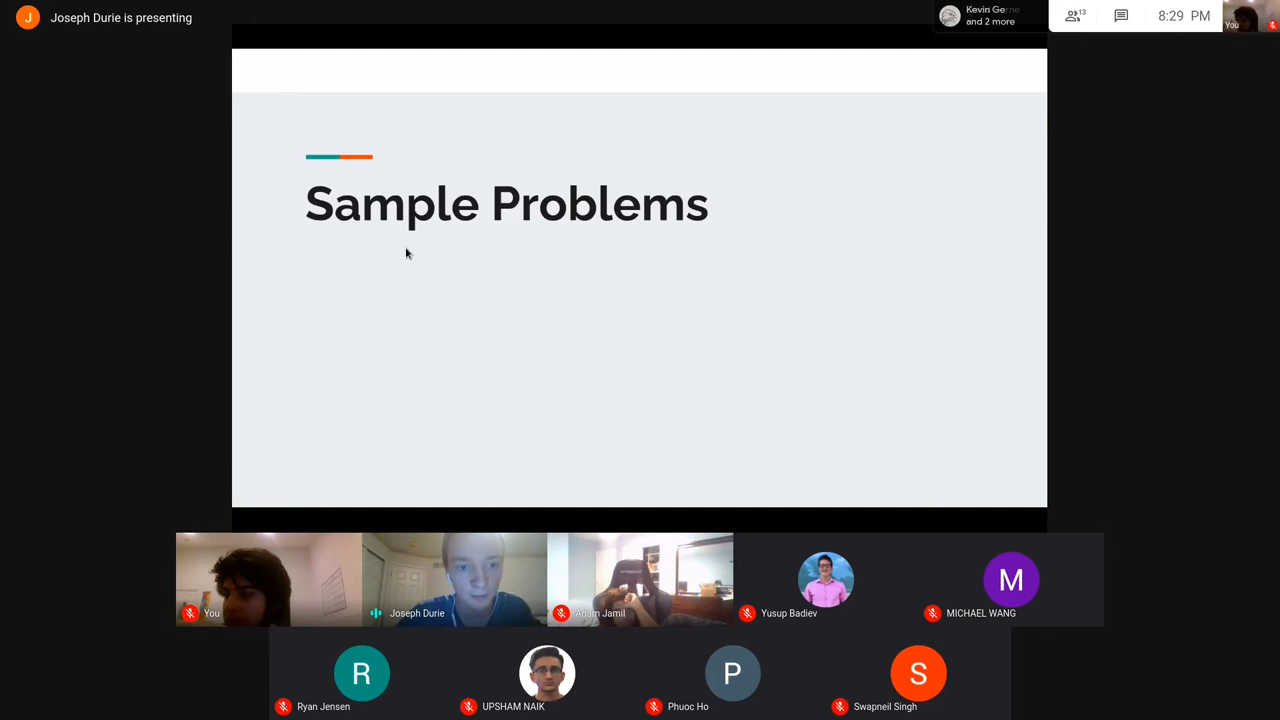 J
Joseph Durie is presenting
Kevin Gerne
and 2 more
13
8:29 PM
You
Sample Problems
You
Joseph Durie
Adam Jamil
Yusup Badiev
M
MICHAEL WANG
R
Ryan Jensen
UPSHAM NAIK
P
Phuoc Ho
S
Swapneil Singh